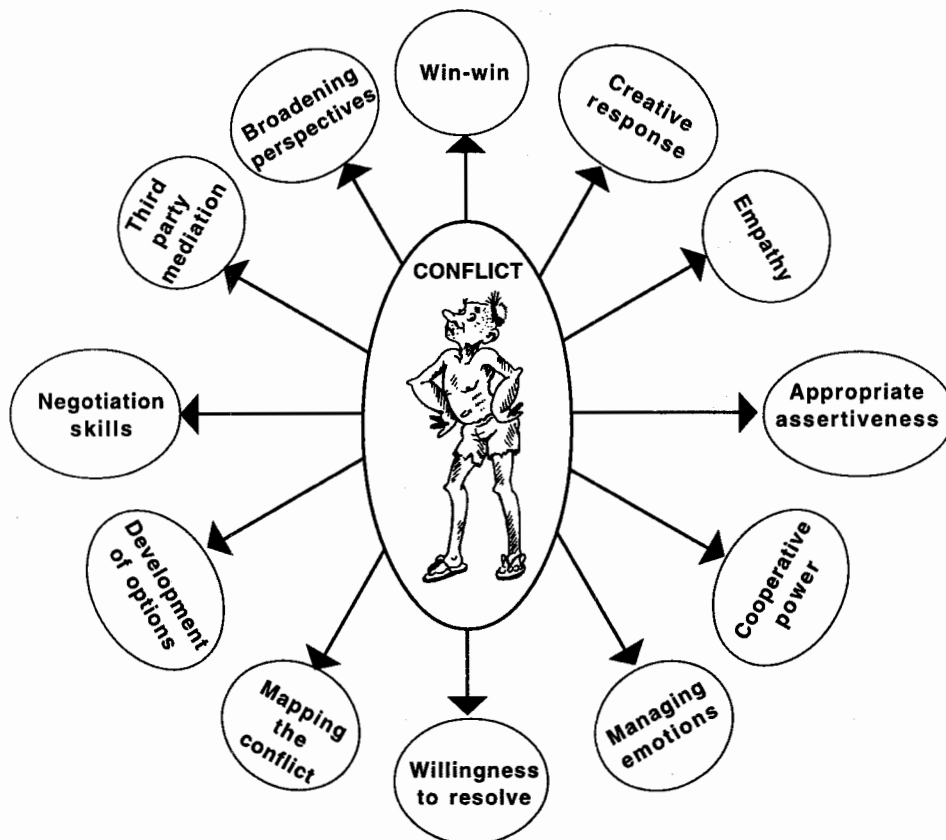 Win-win
Creative
response
Empathy
Appropriate
assertiveness
Cooperative
power
Managing
emotions
Willingness
to resolve
Mapping
the
conflict
Development
of options
Negotiation
skills
Third
party
mediation
Broadening
perspectives
CONFLICT